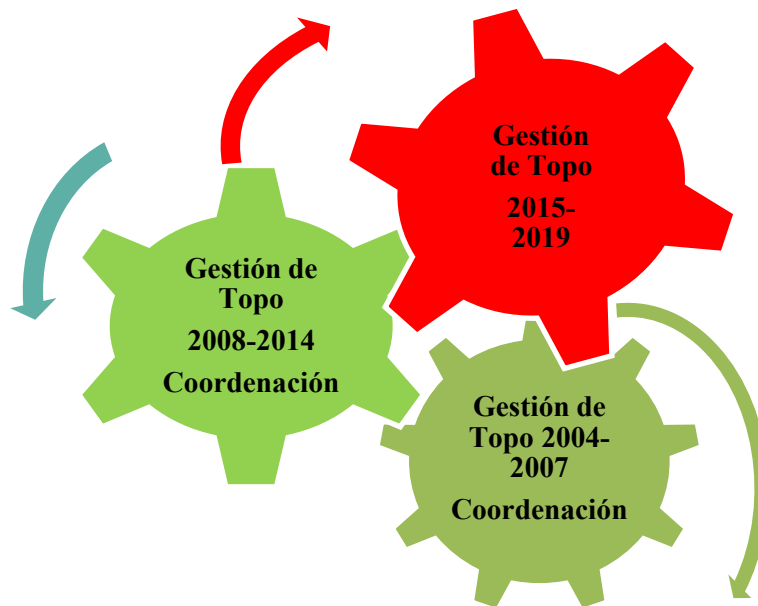 Gestión
de Topo
2015-
2019
Gestión de
Topo
2008-2014
Coordenación
Gestión de
Topo 2004-
2007
Coordenación